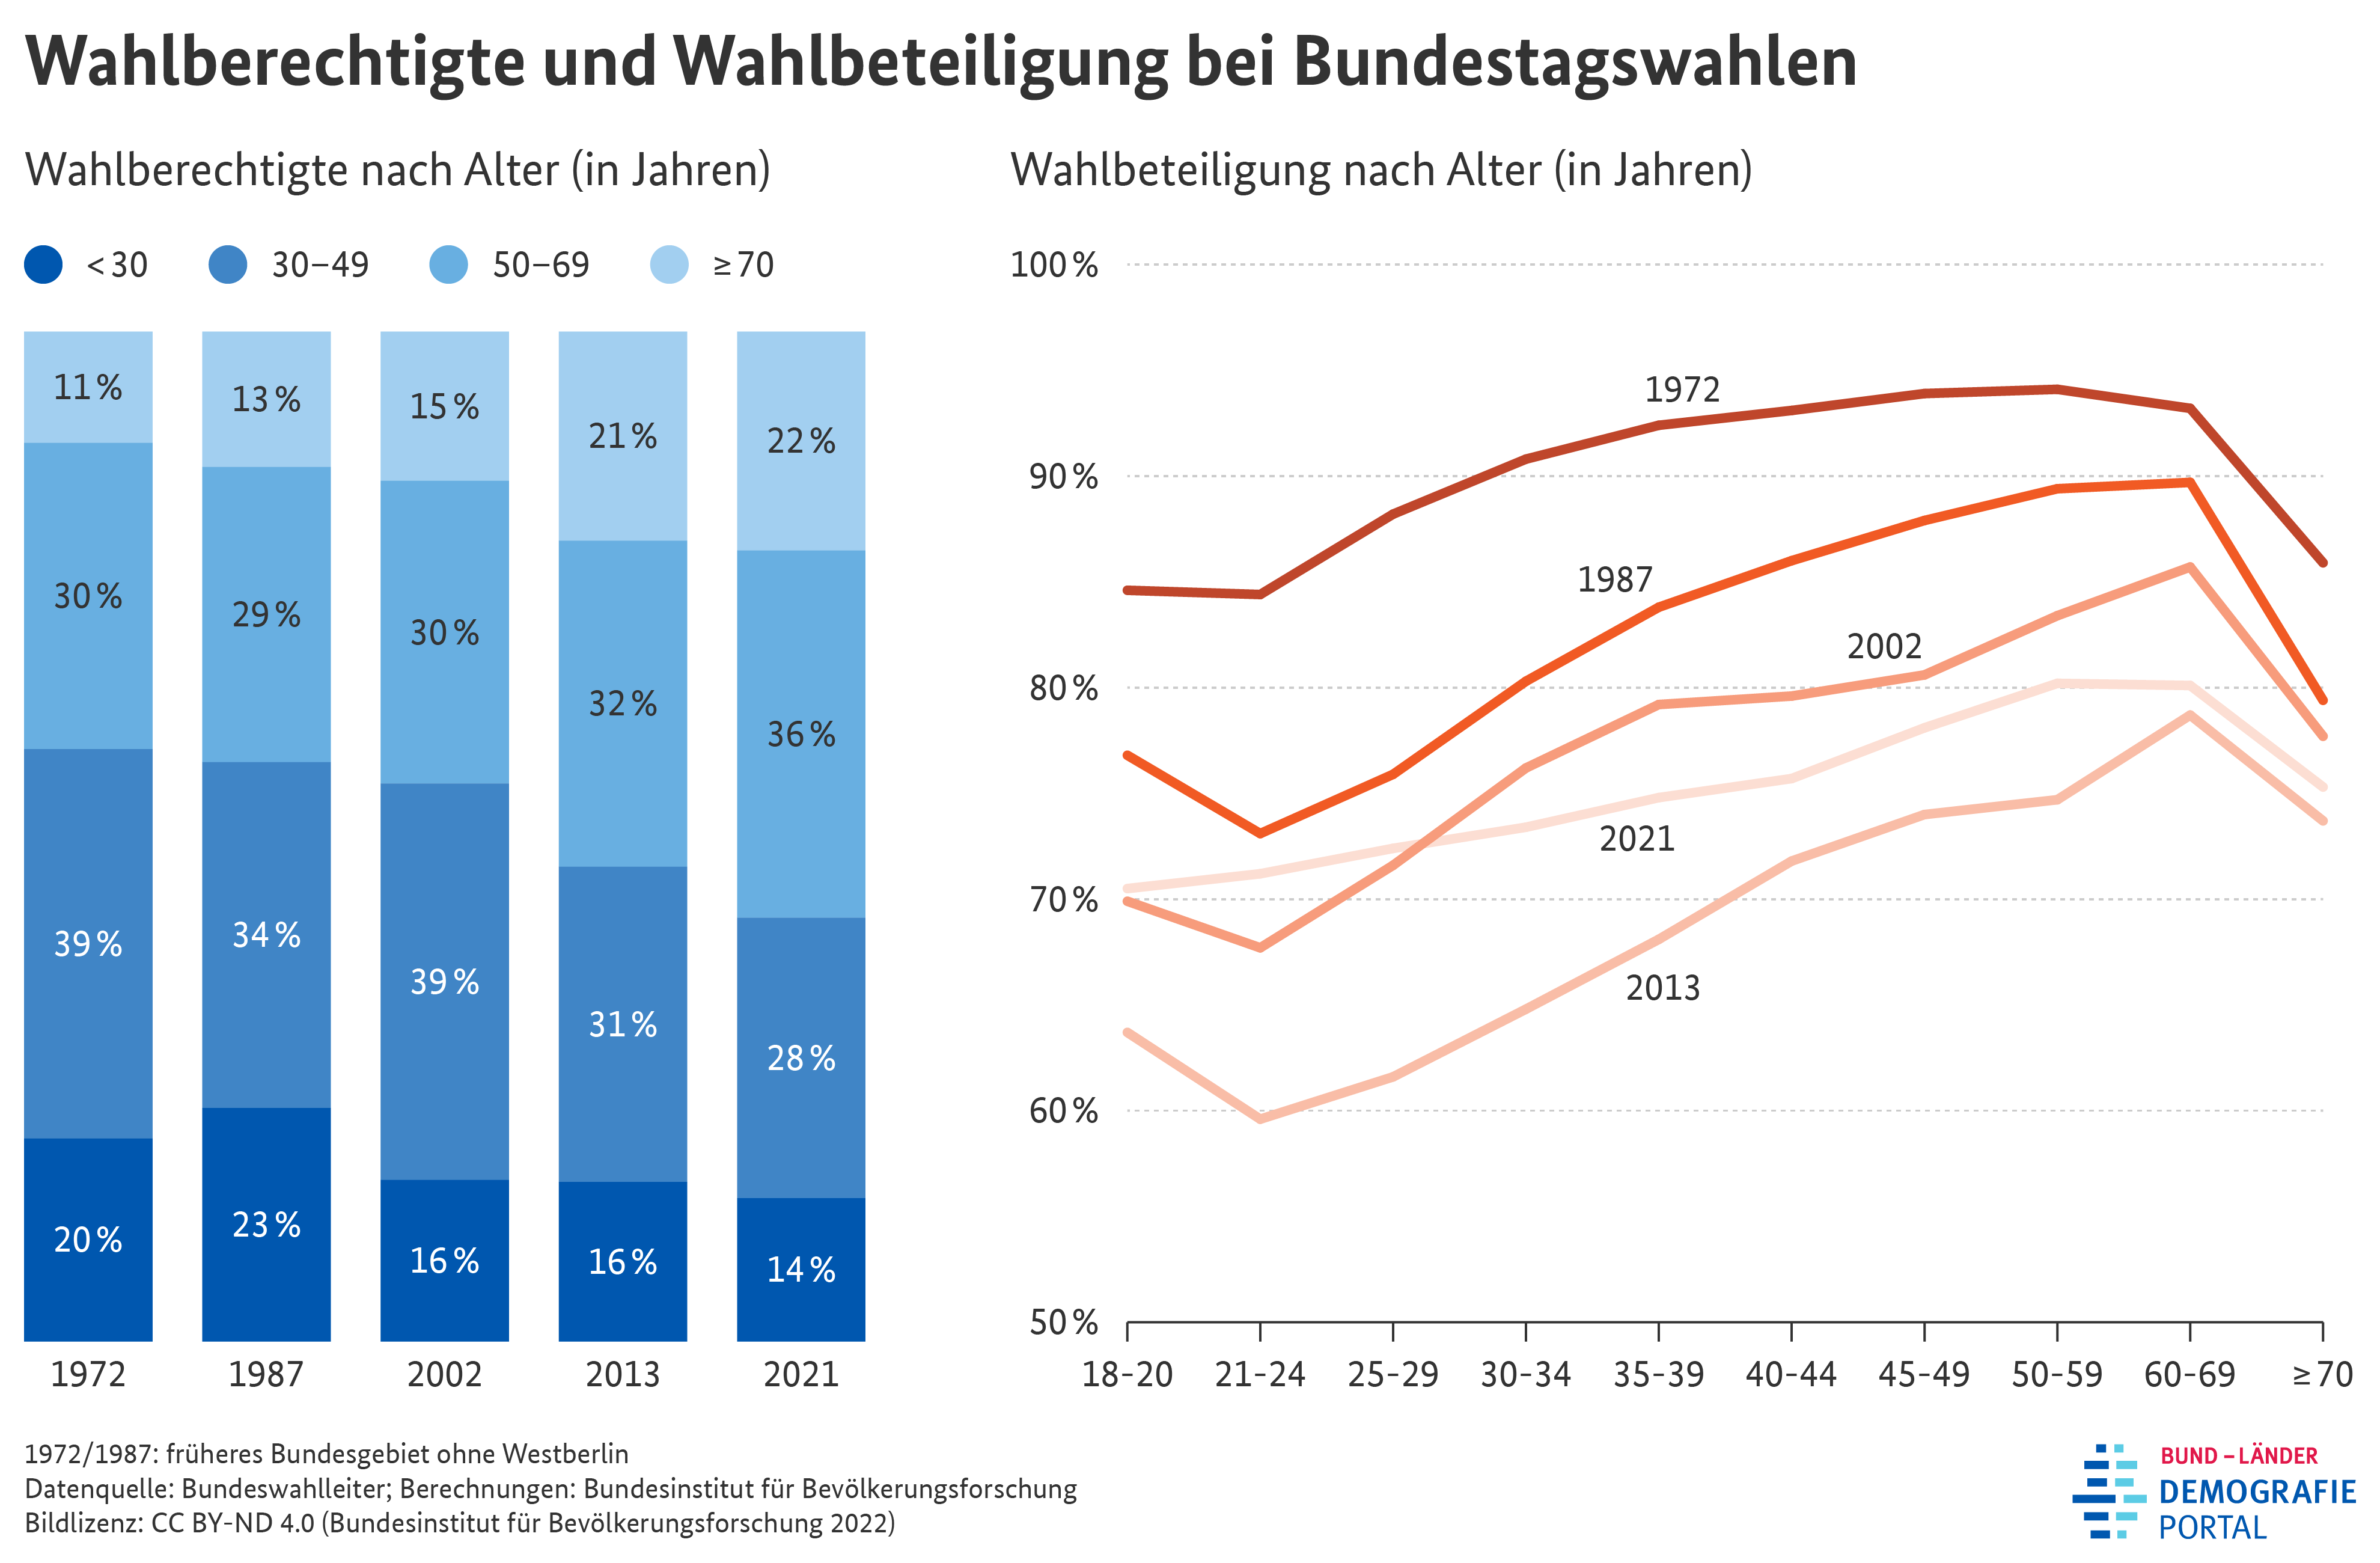 Wahlberechtigte und Wahlbeteiligung bei Bundestagswahlen
Wahlberechtigte nach Alter (in Jahren)
< 30 30–49 50–69 ≥ 70
11 % 13 % 15 % 21 % 22 %
30 % 29 % 30 % 32 % 36 %
39 % 34 % 39 % 31 % 28 %
20 % 23 % 16 % 16 % 14 %
1972 1987 2002 2013 2021
Wahlbeteiligung nach Alter (in Jahren)
100 %
90 %
80 %
70 %
60 %
50 %
1972
1987
2002
2021
2013
18-20 21-24 25-29 30-34 35-39 40-44 45-49 50-59 60-69 ≥ 70
1972/1987: früheres Bundesgebiet ohne Westberlin
Datenquelle: Bundeswahlleiter; Berechnungen: Bundesinstitut für Bevölkerungsforschung
Bildlizenz: CC BY-ND 4.0 (Bundesinstitut für Bevölkerungsforschung 2022)
BUND – LÄNDER
DEMOGRAFIE
PORTAL